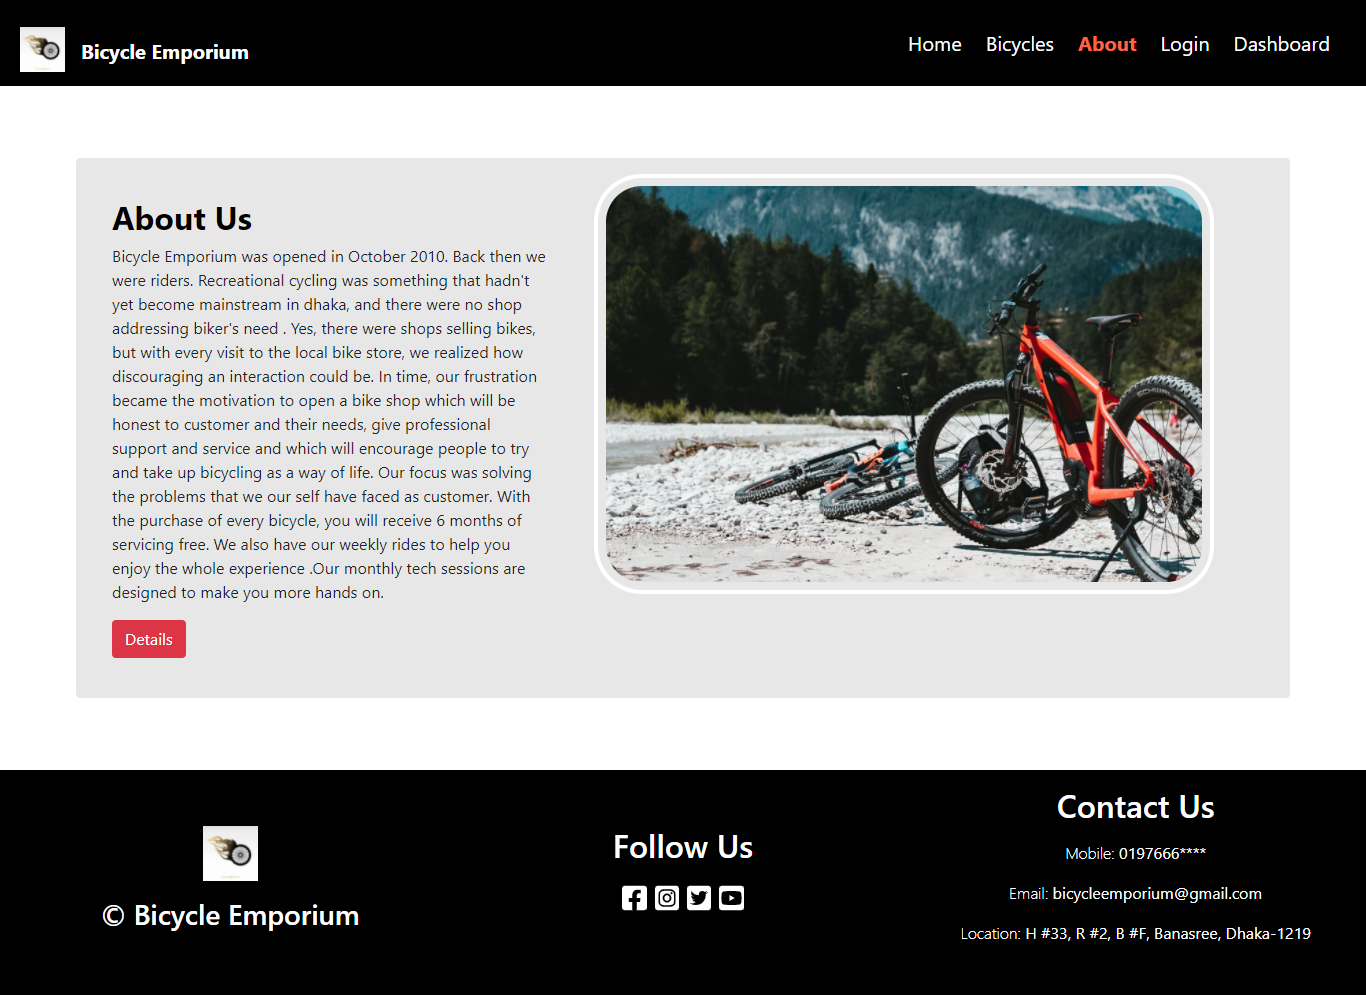 Bicycle Emporium
Home Bicycles About Login Dashboard
About Us
Bicycle Emporium was opened in October 2010. Back then we
were riders. Recreational cycling was something that hadn't
yet become mainstream in dhaka, and there were no shop
addressing biker's need . Yes, there were shops selling bikes,
but with every visit to the local bike store, we realized how
discouraging an interaction could be. In time, our frustration
became the motivation to open a bike shop which will be
honest to customer and their needs, give professional
support and service and which will encourage people to try
and take up bicycling as a way of life. Our focus was solving
the problems that we our self have faced as customer. With
the purchase of every bicycle, you will receive 6 months of
servicing free. We also have our weekly rides to help you
enjoy the whole experience .Our monthly tech sessions are
designed to make you more hands on.
Details
© Bicycle Emporium
Follow Us
Contact Us
Mobile: 0197666****
Email: bicycleemporium@gmail.com
Location: H #33, R #2, B #F, Banasree, Dhaka-1219